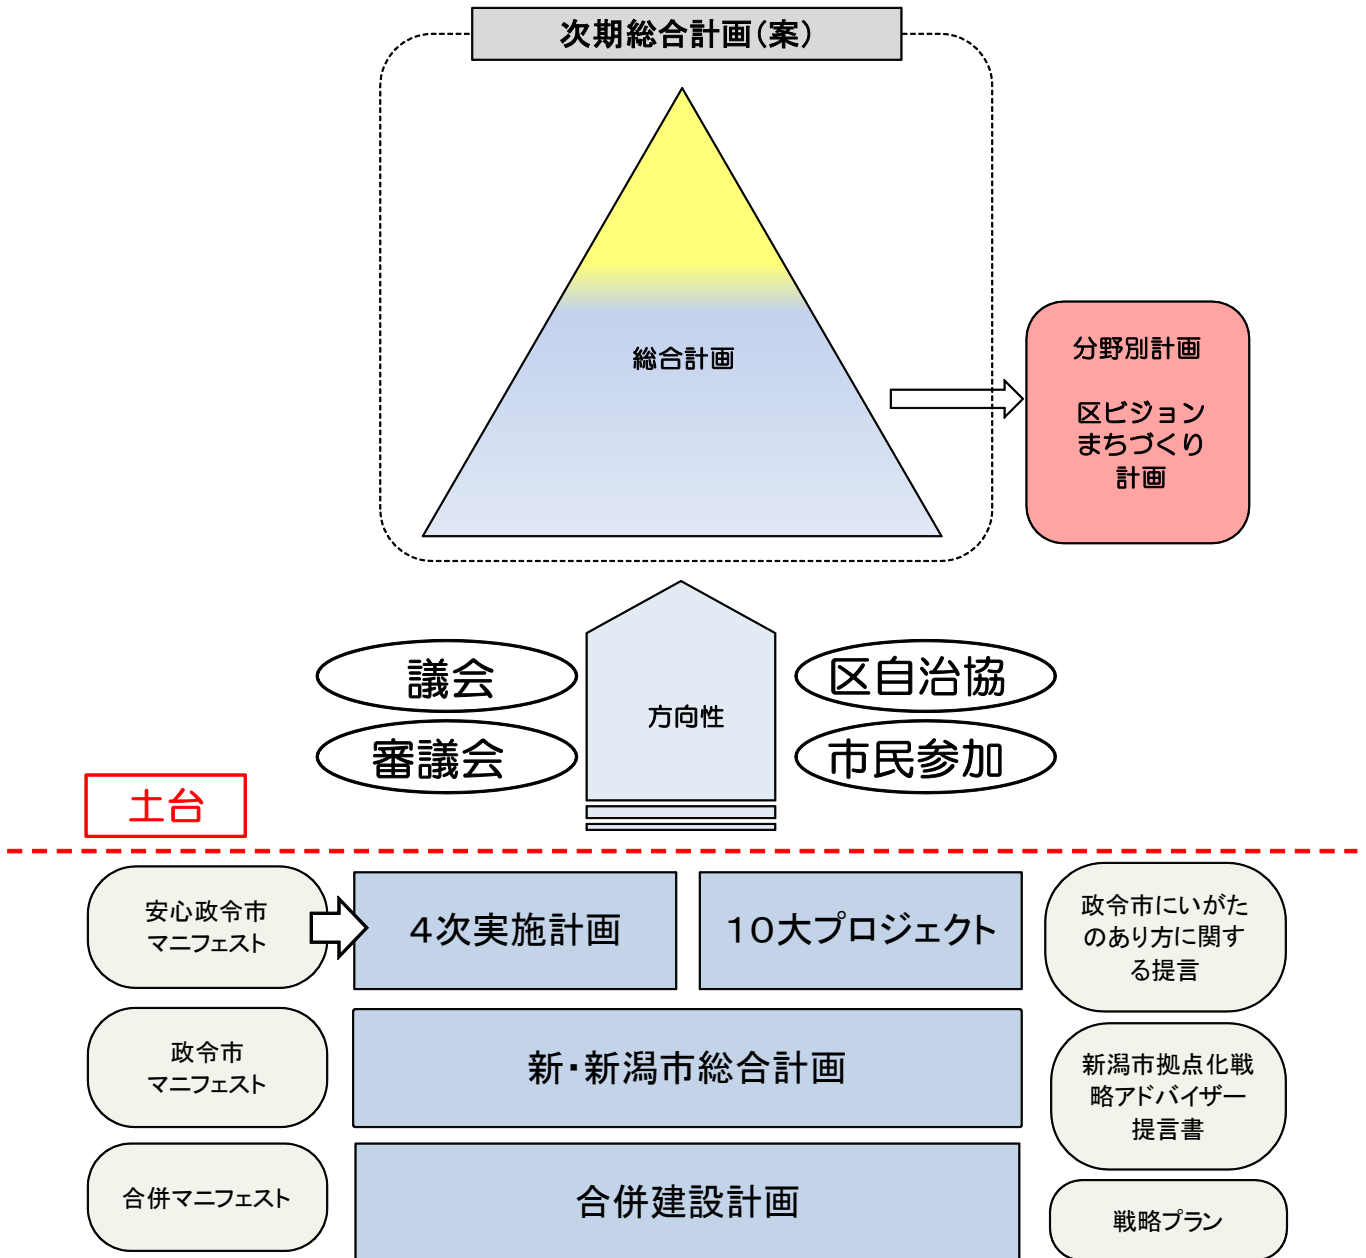 次期総合計画(案)
総合計画
分野別計画
区ビジョン
まちづくり
計画
議会
区自治協
方向性
審議会
市民参加
土台
安心政令市
マニフェスト
4次実施計画
10大プロジェクト
政令市にいがた
のあり方に関す
る提言
政令市
マニフェスト
新・新潟市総合計画
新潟市拠点化戦
略アドバイザー
提言書
合併マニフェスト
合併建設計画
戦略プラン